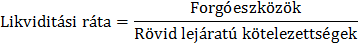 Likviditási ráta = Forgóeszközök / Rövid lejáratú kötelezettségek